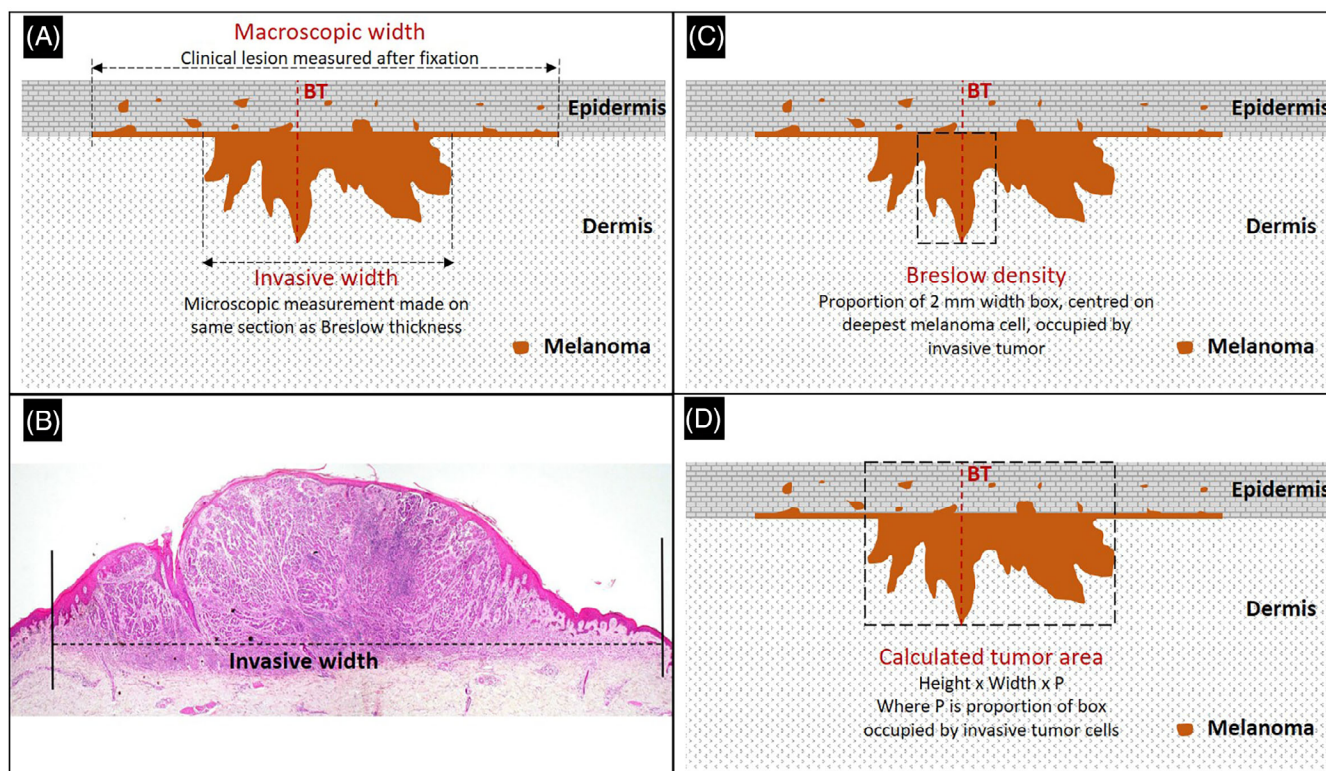 (A)
Macroscopic width
Clinical lesion measured after fixation
BT
Epidermis
Dermis
Invasive width
Microscopic measurement made on
same section as Breslow thickness
Melanoma
(B)
Invasive width
(C)
BT
Epidermis
Dermis
Breslow density
Proportion of 2 mm width box, centred on
deepest melanoma cell, occupied by
invasive tumor
Melanoma
(D)
BT
Epidermis
Dermis
Calculated tumor area
Height x Width x P
Where P is proportion of box
occupied by invasive tumor cells
Melanoma